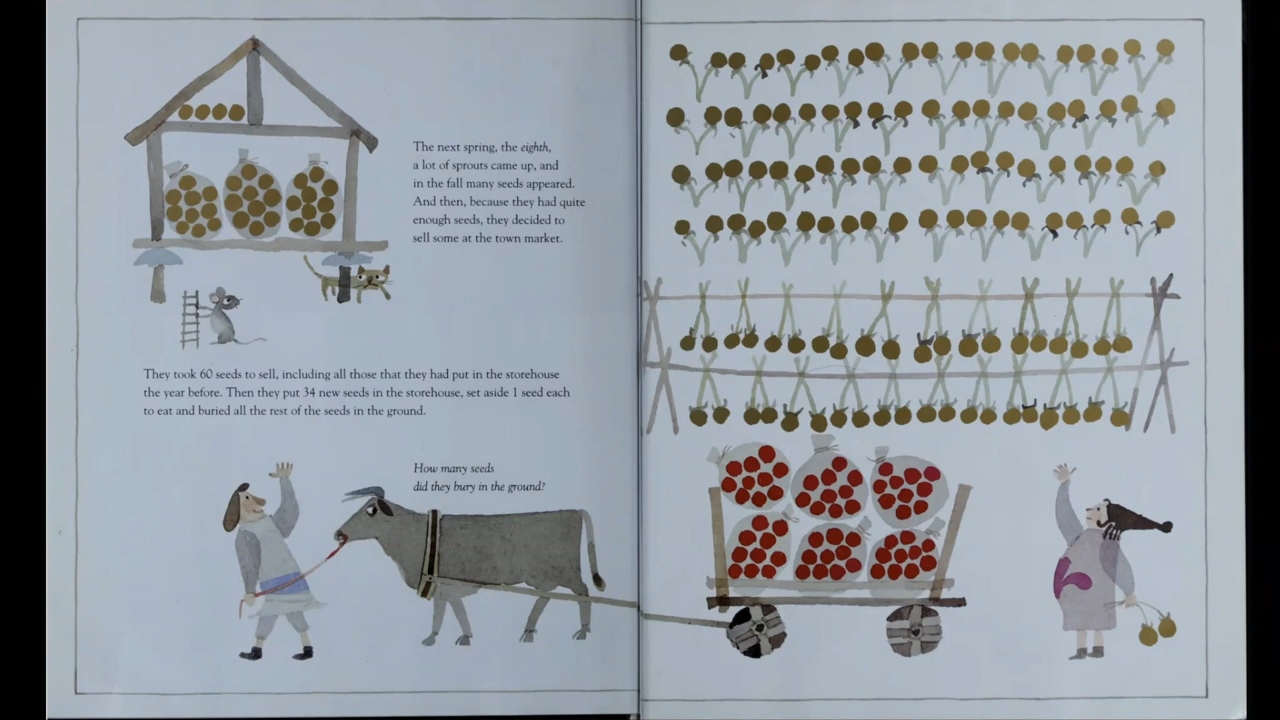 The next spring, the eighth,
a lot of sprouts came up, and
in the fall many seeds appeared.
And then, because they had quite
enough seeds, they decided to
sell some at the town market.
They took 60 seeds to sell, including all those that they had put in the storehouse
the year before. Then they put 34 new seeds in the storehouse, set aside 1 seed each
to eat and buried all the rest of the seeds in the ground.
How many seeds
did they bury in the ground?